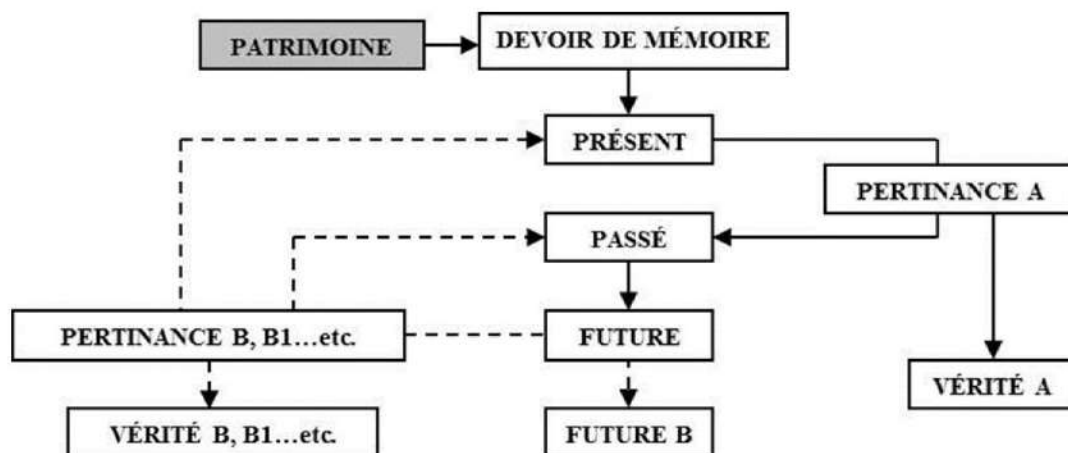 PATRIMOINE
DEVOIR DE MÉMOIRE
PRÉSENT
PERTINANCE A
PASSÉ
PERTINANCE B, B1...etc.
FUTURE
VÉRITÉ A
VÉRITÉ B, B1...etc.
FUTURE B